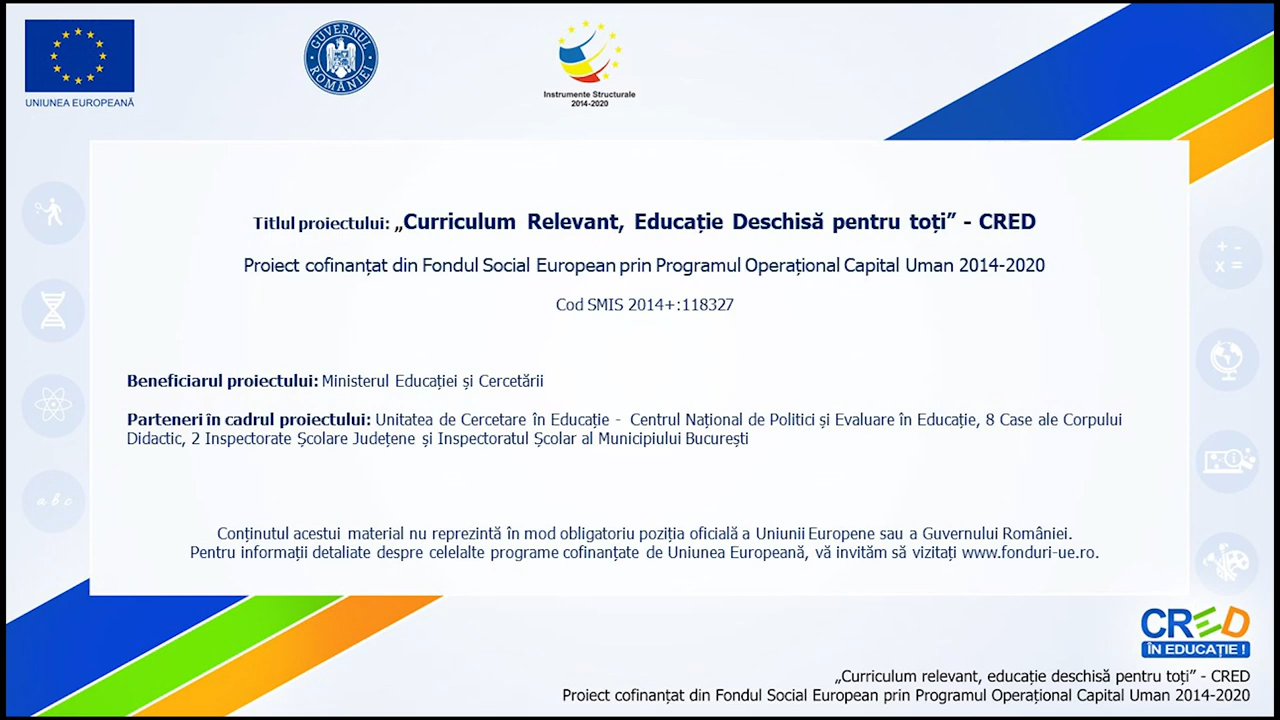 UNIUNEA EUROPEANĂ
GUVERNUL ROMÂNIEI
Instrumente Structurale
2014-2020
Titlul proiectului: „Curriculum Relevant, Educație Deschisă pentru toți” - CRED
Proiect cofinanțat din Fondul Social European prin Programul Operațional Capital Uman 2014-2020
Cod SMIS 2014+:118327
Beneficiarul proiectului: Ministerul Educației și Cercetării
Parteneri în cadrul proiectului: Unitatea de Cercetare în Educație - Centrul Național de Politici și Evaluare în Educație, 8 Case ale Corpului
Didactic, 2 Inspectorate Școlare Județene și Inspectoratul Școlar al Municipiului București
a b c
Conținutul acestui material nu reprezintă în mod obligatoriu poziția oficială a Uniunii Europene sau a Guvernului României.
Pentru informații detaliate despre celelalte programe cofinanțate de Uniunea Europeană, vă invităm să vizitați www.fonduri-ue.ro.
CRED
ÎN EDUCAȚIE !
„Curriculum relevant, educație deschisă pentru toți” - CRED
Proiect cofinanțat din Fondul Social European prin Programul Operațional Capital Uman 2014-2020